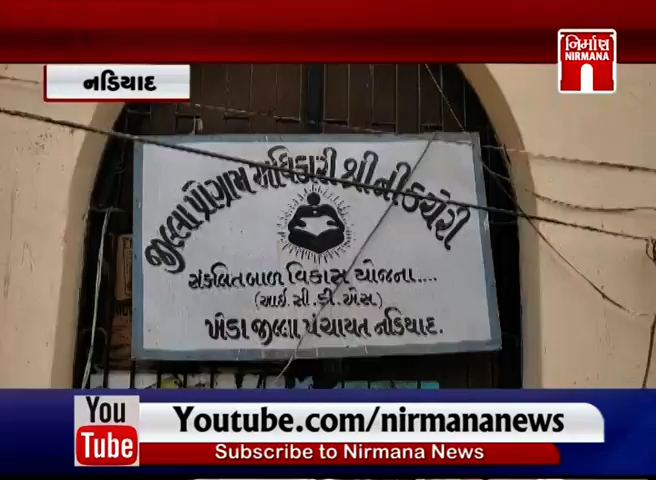 નિર્માણ
NIRMANA
નડિયાદ
જીલ્લા પ્રોગ્રામ અધિકારી શ્રીની કચેરી
સંકલિત બાળ વિકાસ યોજના....
(આઈ.સી.ડી.એસ)
ખેડા જીલ્લા પંચાયત નડિયાદ.
You
Tube
Youtube.com/nirmananews
Subscribe to Nirmana News